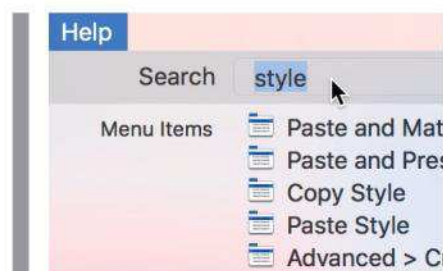 Help
Search style
Menu Items Paste and Mat
Paste and Pres
Copy Style
Paste Style
Advanced > C